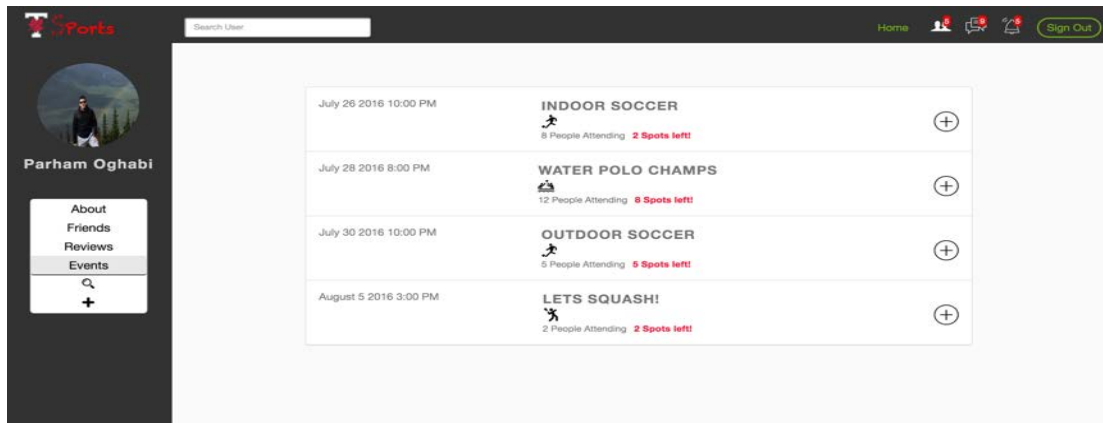 T SPorts
Search User
Home
5
9
5
Sign Out
Parham Oghabi
About
Friends
Reviews
Events
July 26 2016 10:00 PM
INDOOR SOCCER
8 People Attending 2 Spots left!
July 28 2016 8:00 PM
WATER POLO CHAMPS
12 People Attending 8 Spots left!
July 30 2016 10:00 PM
OUTDOOR SOCCER
5 People Attending 5 Spots left!
August 5 2016 3:00 PM
LETS SQUASH!
2 People Attending 2 Spots left!